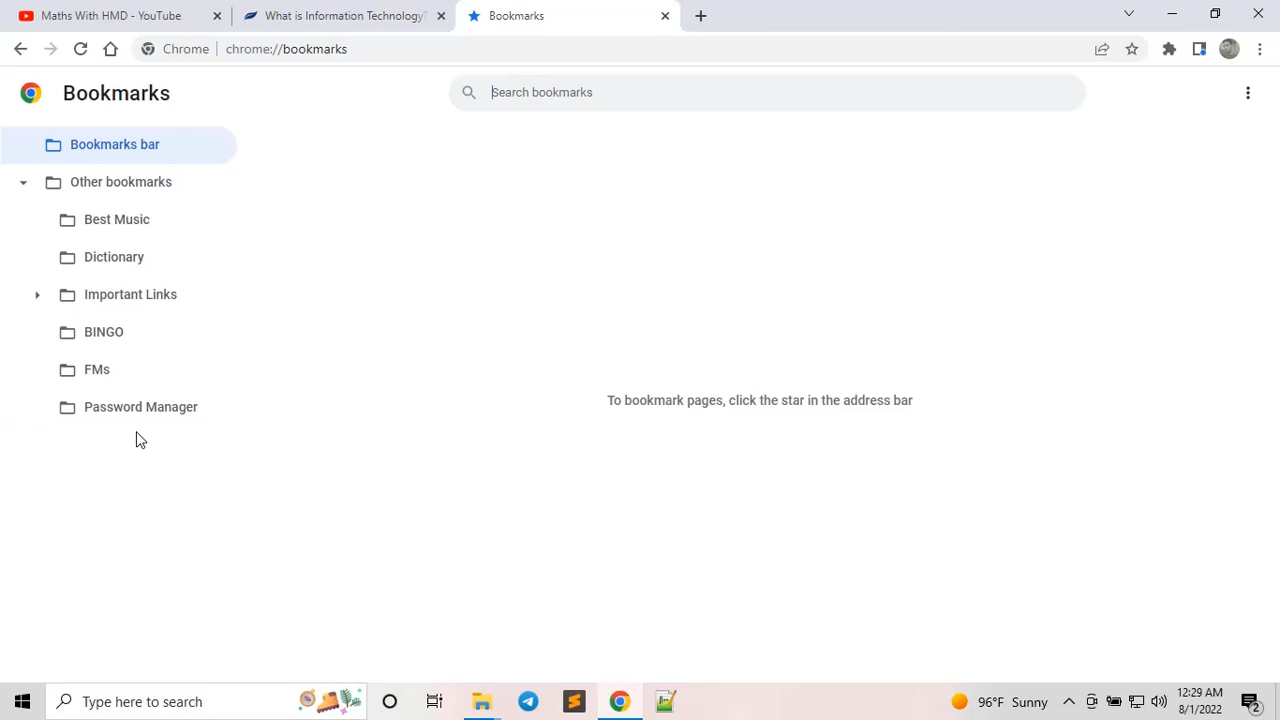 Maths With HMD - YouTube
What is Information Technology?
Bookmarks
Chrome
chrome://bookmarks
Bookmarks
Search bookmarks
Bookmarks bar
Other bookmarks
Best Music
Dictionary
Important Links
BINGO
FMs
Password Manager
To bookmark pages, click the star in the address bar
Type here to search
96°F Sunny
12:29 AM
8/1/2022
2